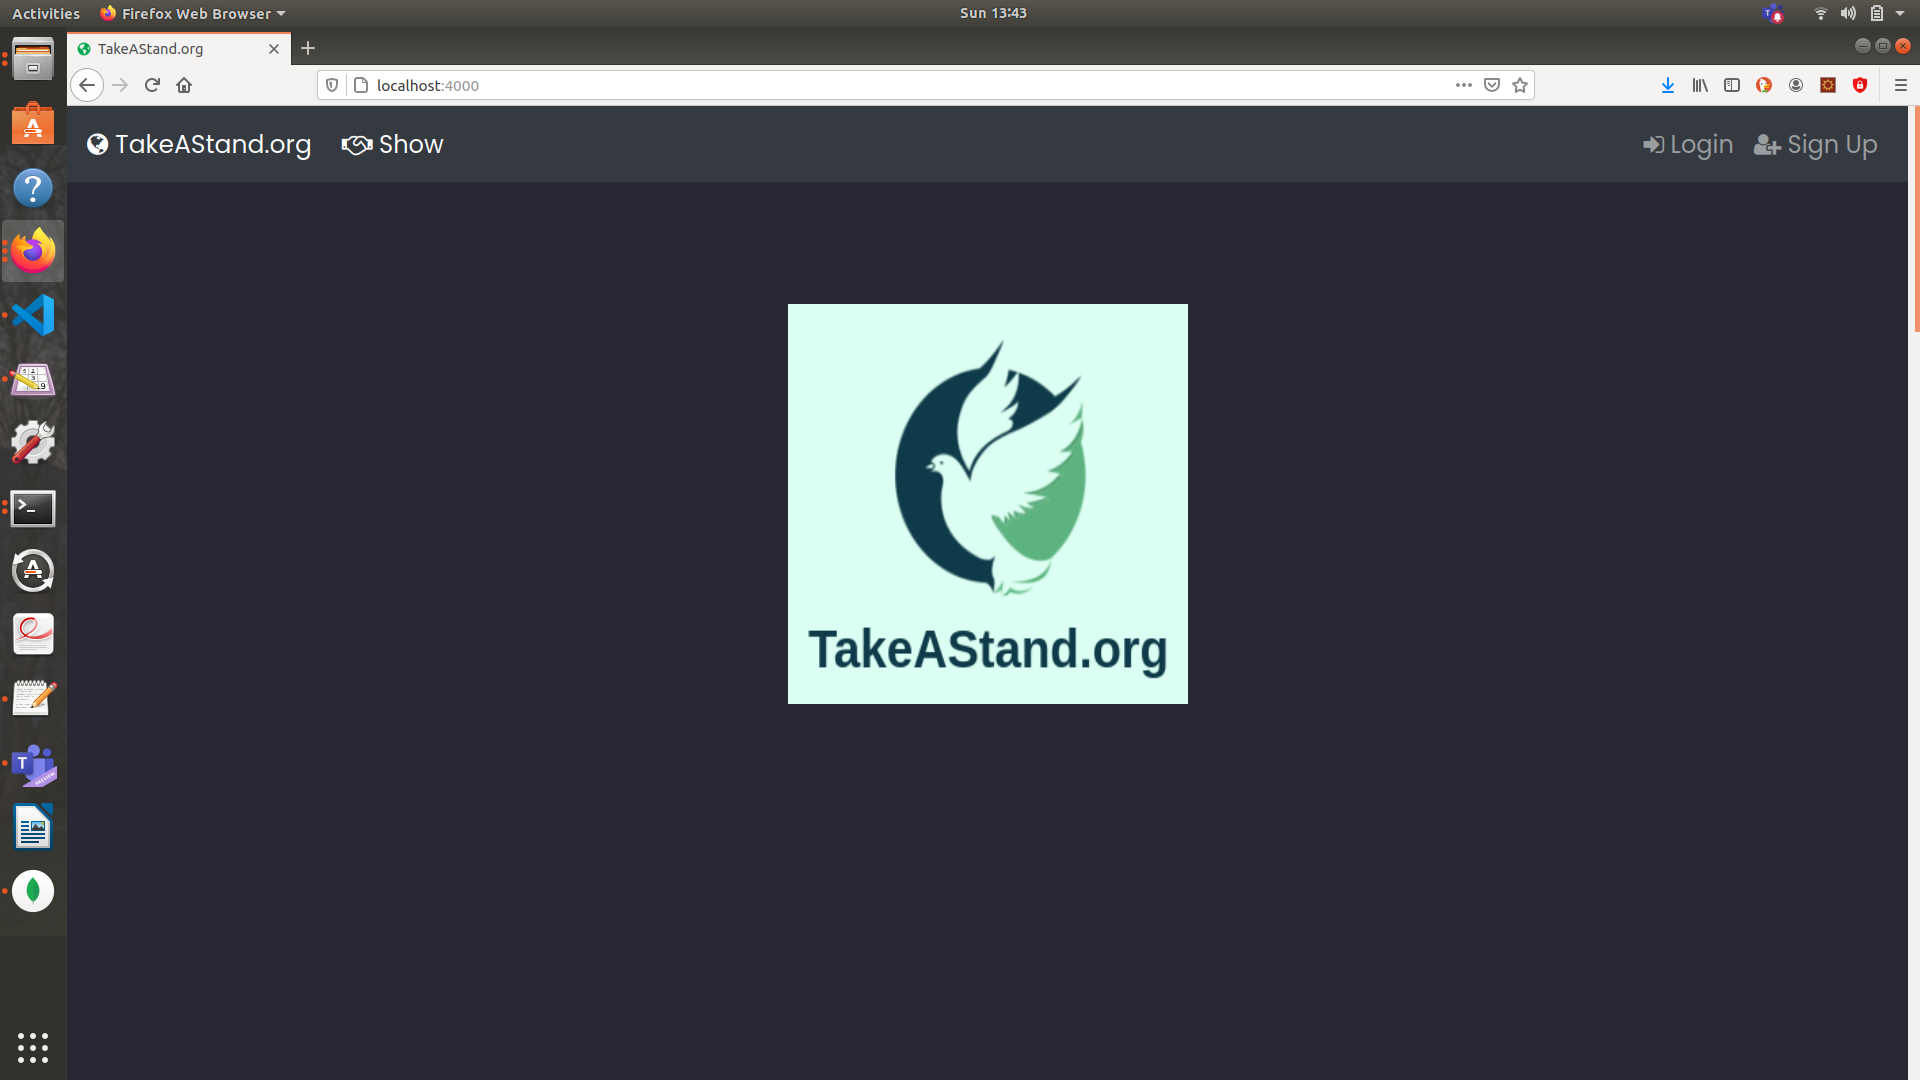 Activities Firefox Web Browser Sun 13:43
TakeAStand.org
localhost:4000
TakeAStand.org Show Login Sign Up
TakeAStand.org